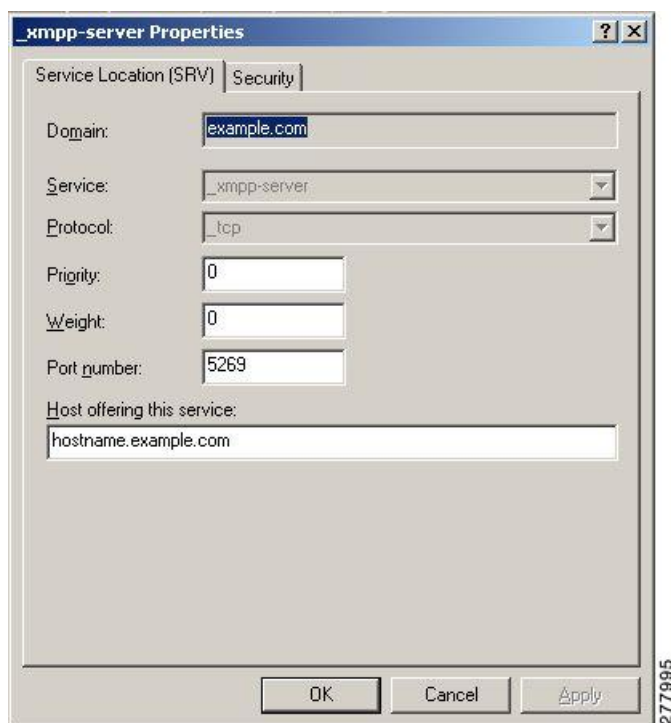 _xmpp-server Properties
Service Location (SRV) Security
Domain: example.com
Service: _xmpp-server
Protocol: _tcp
Priority: 0
Weight: 0
Port number: 5269
Host offering this service:
hostname.example.com
OK Cancel Apply
277995